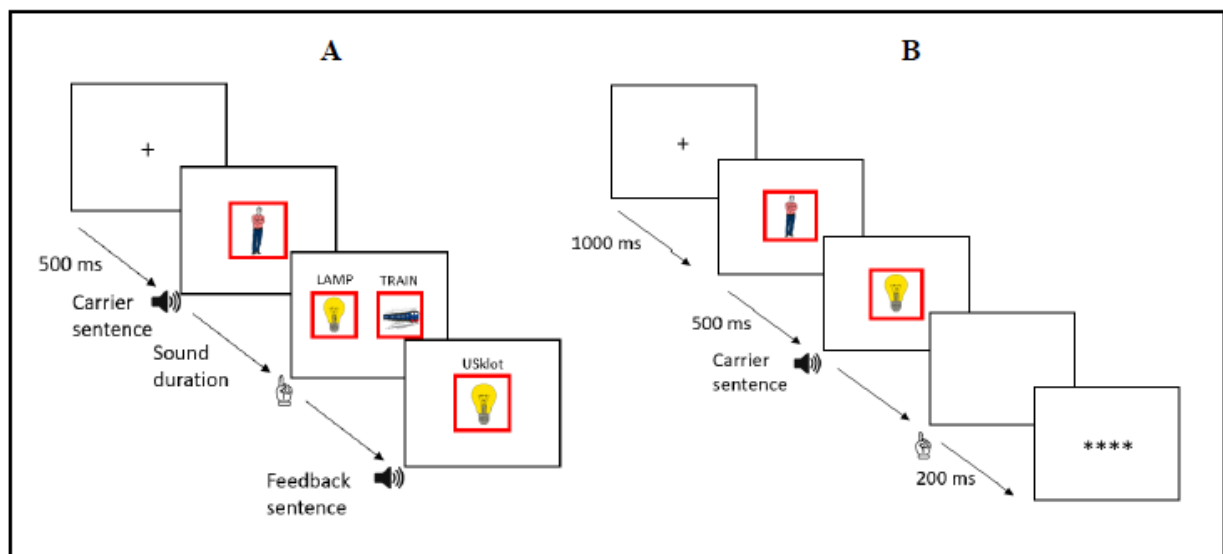 A
+
500 ms
Carrier
sentence
Sound
duration
LAMP TRAIN
USklot
Feedback
sentence
B
+
1000 ms
500 ms
Carrier
sentence
200 ms
****